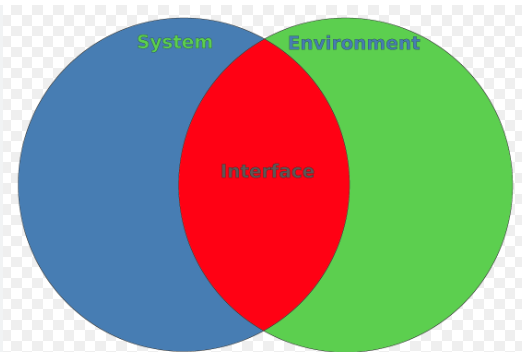 System
Environment
Interface